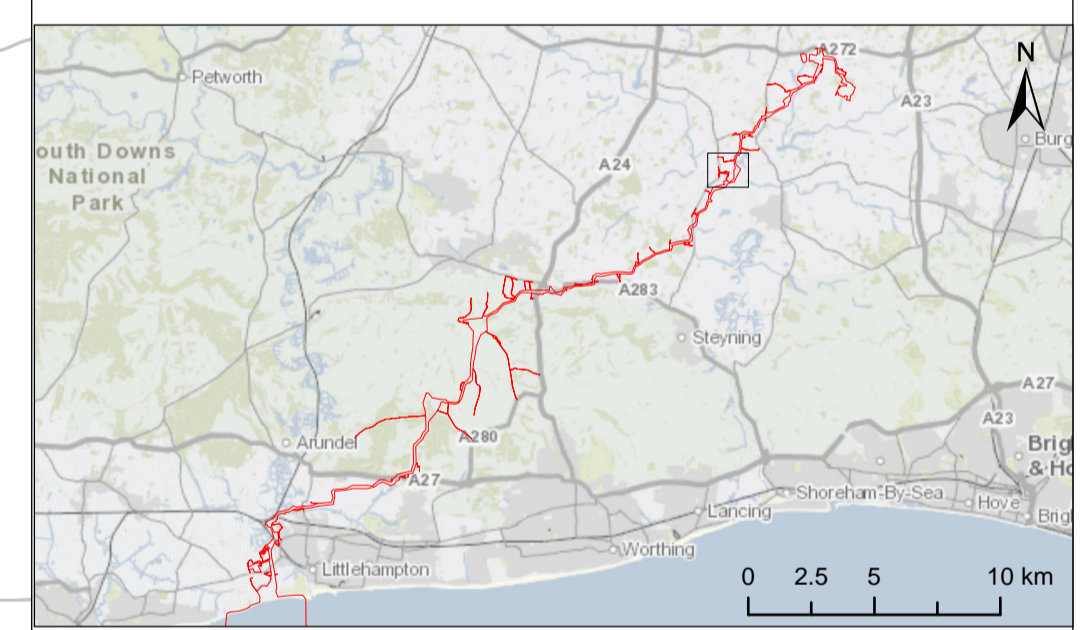 A272
N
Petworth
A23
Burg
outh Downs
National
Park
A24
A283
Steyning
A27
A23
Arundel
A280
Brig
& Ho
A27
Shoreham-By-Sea
Hove
Lancing
Brig
Worthing
Littlehampton
0 2.5 5 10 km